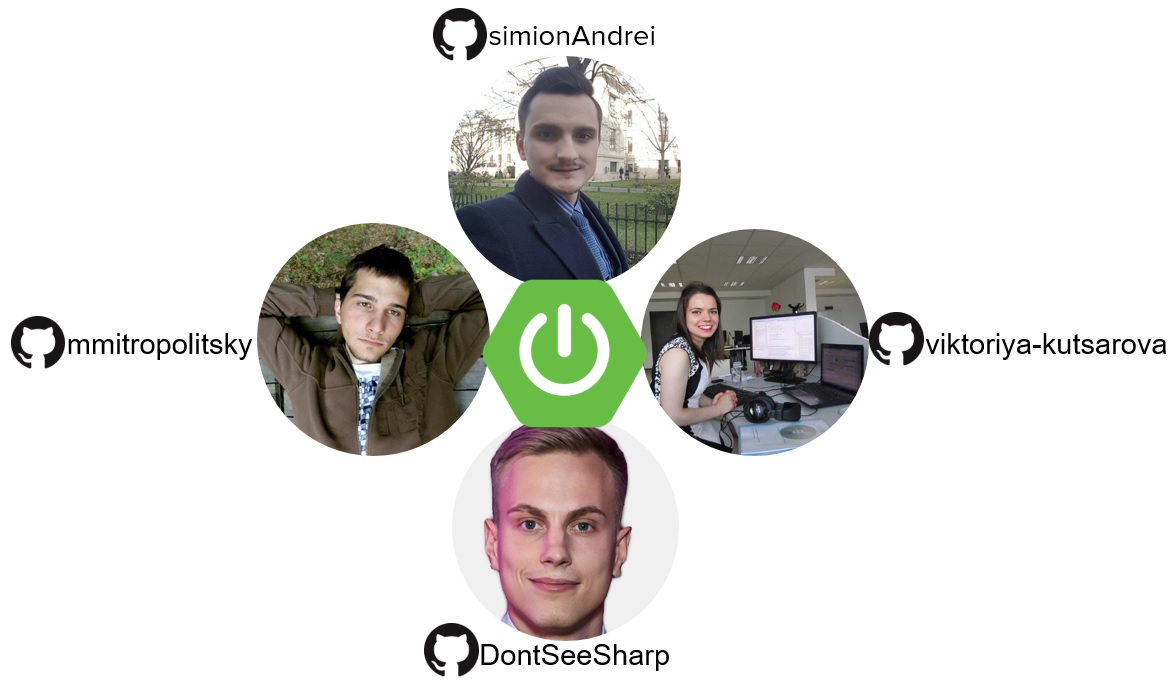 simionAndrei
mmitropolitsky
viktoriya-kutsarova
DontSeeSharp